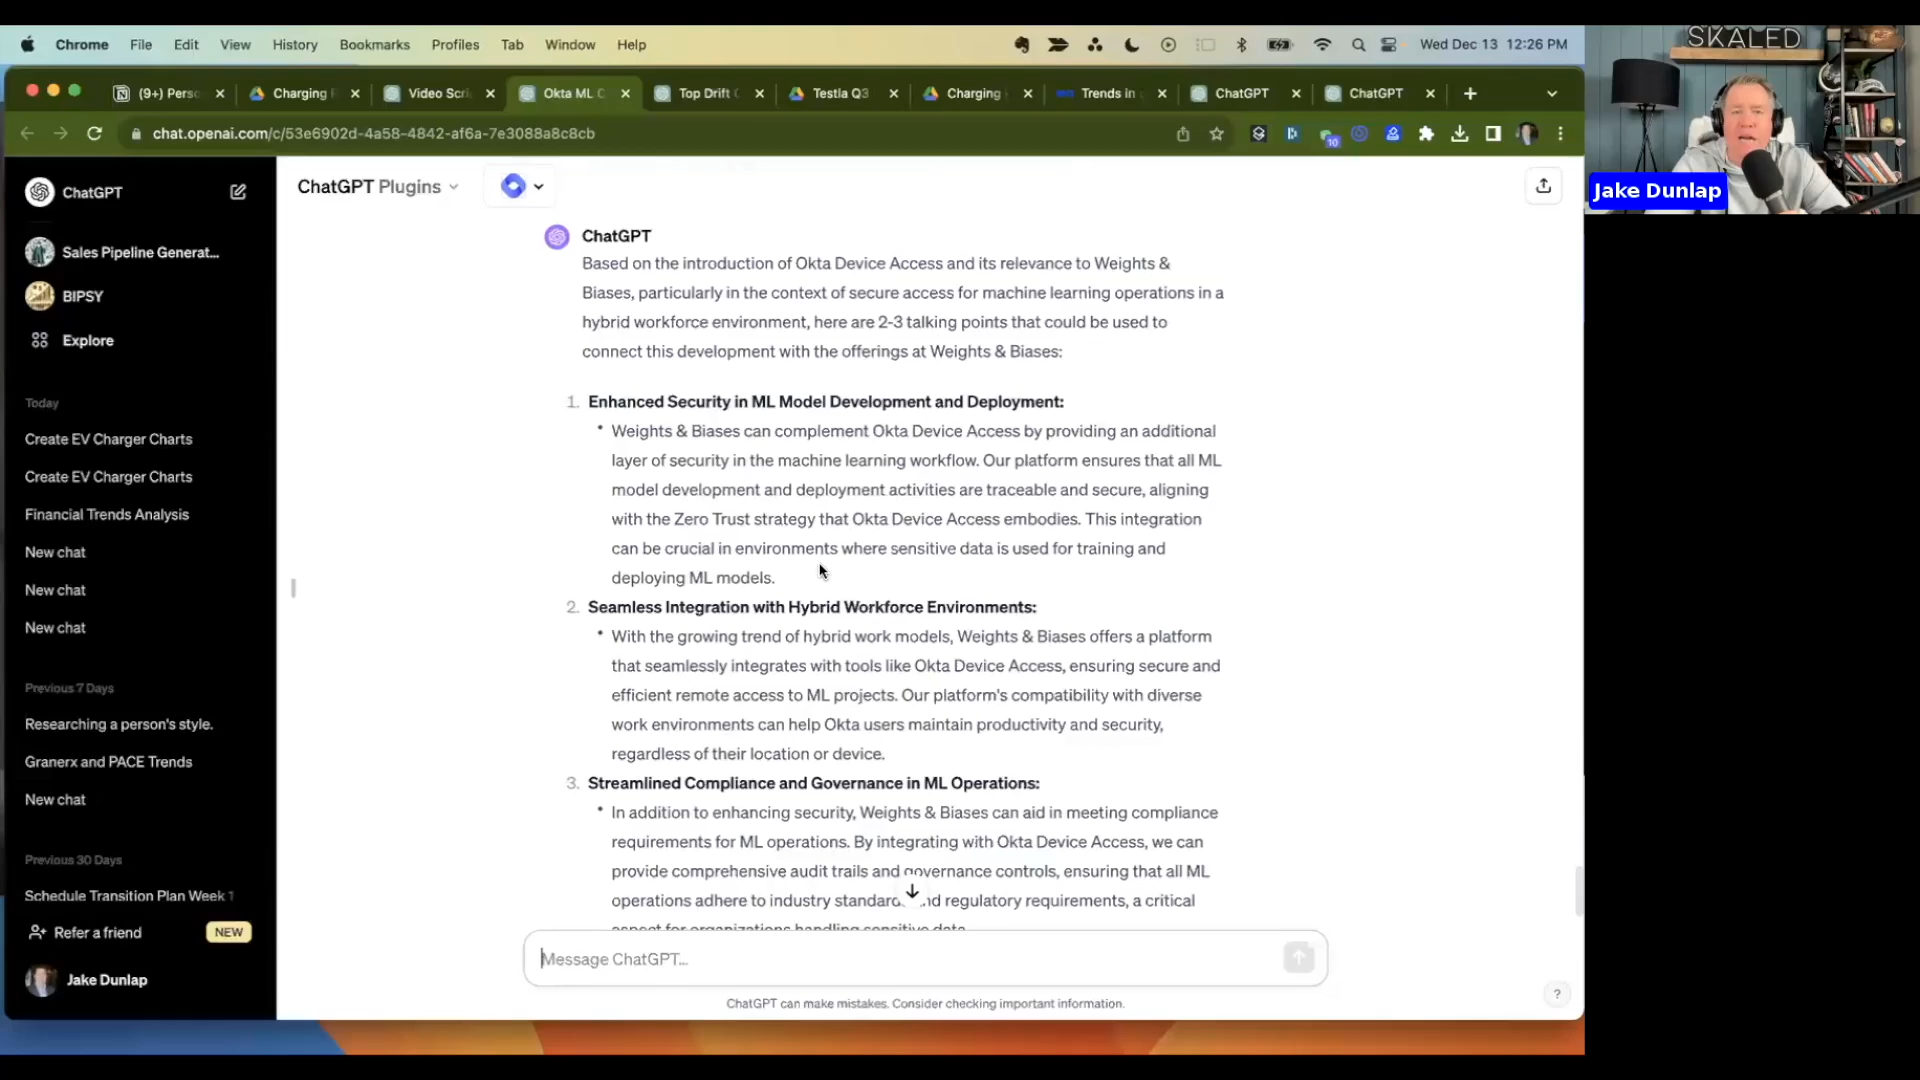 Chrome File Edit View History Bookmarks Profiles Tab Window Help
Wed Dec 13 12:26 PM
SKALED
(9+) Perso
Charging
Video Scri
Okta ML C
Top Drift
Testia Q3
Charging
Trends in
ChatGPT
ChatGPT
chat.openai.com/c/53e6902d-4a58-4842-af6a-7e3088a8c8cb
10
Jake Dunlap
ChatGPT
Sales Pipeline Generat...
BIPSY
Explore
Today
Create EV Charger Charts
Create EV Charger Charts
Financial Trends Analysis
New chat
New chat
New chat
Previous 7 Days
Researching a person's style.
Granerx and PACE Trends
New chat
Previous 30 Days
Schedule Transition Plan Week 1
Refer a friend NEW
Jake Dunlap
ChatGPT Plugins
ChatGPT
Based on the introduction of Okta Device Access and its relevance to Weights &
Biases, particularly in the context of secure access for machine learning operations in a
hybrid workforce environment, here are 2-3 talking points that could be used to
connect this development with the offerings at Weights & Biases:
1. Enhanced Security in ML Model Development and Deployment:
• Weights & Biases can complement Okta Device Access by providing an additional
layer of security in the machine learning workflow. Our platform ensures that all ML
model development and deployment activities are traceable and secure, aligning
with the Zero Trust strategy that Okta Device Access embodies. This integration
can be crucial in environments where sensitive data is used for training and
deploying ML models.
2. Seamless Integration with Hybrid Workforce Environments:
• With the growing trend of hybrid work models, Weights & Biases offers a platform
that seamlessly integrates with tools like Okta Device Access, ensuring secure and
efficient remote access to ML projects. Our platform's compatibility with diverse
work environments can help Okta users maintain productivity and security,
regardless of their location or device.
3. Streamlined Compliance and Governance in ML Operations:
• In addition to enhancing security, Weights & Biases can aid in meeting compliance
requirements for ML operations. By integrating with Okta Device Access, we can
provide comprehensive audit trails and governance controls, ensuring that all ML
operations adhere to industry standards and regulatory requirements, a critical
aspect for organizations handling sensitive data.
Message ChatGPT...
ChatGPT can make mistakes. Consider checking important information.
?